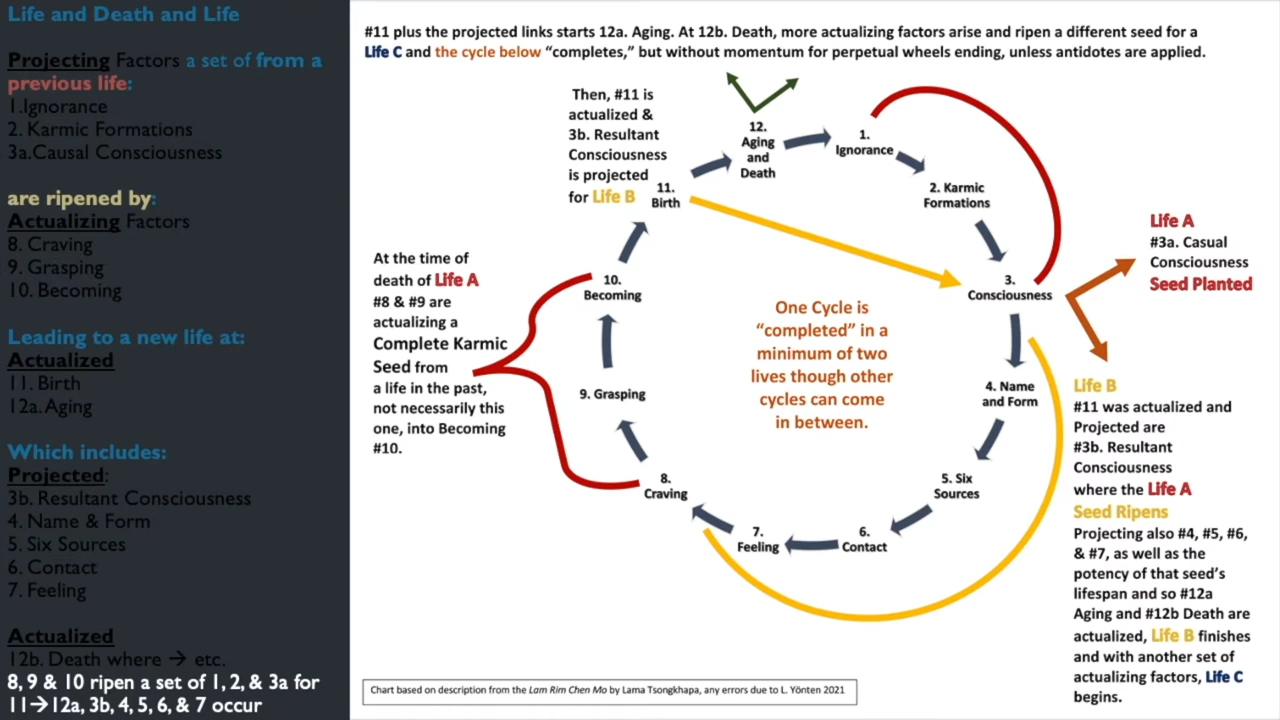 Life and Death and Life
Projecting Factors a set of from a
previous life:
1.Ignorance
2. Karmic Formations
3a.Causal Consciousness
are ripened by:
Actualizing Factors
8. Craving
9. Grasping
10. Becoming
Leading to a new life at:
Actualized
11. Birth
12a. Aging
Which includes:
Projected:
3b. Resultant Consciousness
4. Name & Form
5. Six Sources
6. Contact
7. Feeling
Actualized
12b. Death where → etc.
8, 9 & 10 ripen a set of 1, 2, & 3a for
11→12a, 3b, 4, 5, 6, & 7 occur
#11 plus the projected links starts 12a. Aging. At 12b. Death, more actualizing factors arise and ripen a different seed for a
Life C and the cycle below “completes,” but without momentum for perpetual wheels ending, unless antidotes are applied.
Then, #11 is
actualized &
3b. Resultant
Consciousness
is projected
for Life B
12.
Aging
and
Death
1.
Ignorance
2. Karmic
Formations
3.
Consciousness
4. Name
and Form
5. Six
Sources
6.
Contact
7.
Feeling
8.
Craving
9. Grasping
10.
Becoming
11.
Birth
At the time of
death of Life A
#8 & #9 are
actualizing a
Complete Karmic
Seed from
a life in the past,
not necessarily this
one, into Becoming
#10.
One Cycle is
“completed” in a
minimum of two
lives though other
cycles can come
in between.
Life A
#3a. Casual
Consciousness
Seed Planted
Life B
#11 was actualized and
Projected are
#3b. Resultant
Consciousness
where the Life A
Seed Ripens
Projecting also #4, #5, #6,
& #7, as well as the
potency of that seed’s
lifespan and so #12a
Aging and #12b Death are
actualized, Life B finishes
and with another set of
actualizing factors, Life C
begins.
Chart based on description from the Lam Rim Chen Mo by Lama Tsongkhapa, any errors due to L. Yönten 2021